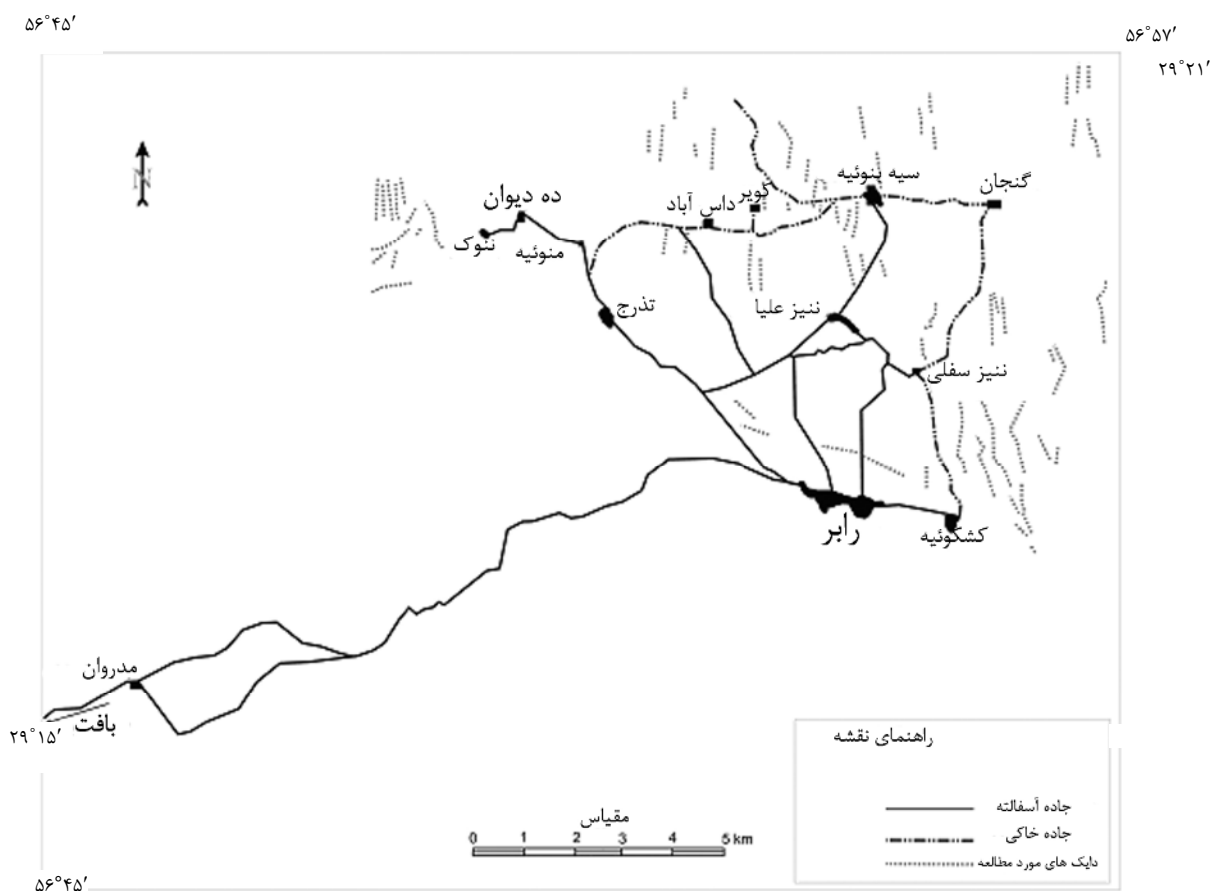 ۵۶°۴۵′
۵۶°۵۷′
۲۹°۲۱′
N
سیه بنوئیه
گنجان
ده دیوان
گویر
داس آباد
ننوک
منوئیه
تذرج
ننیز علیا
ننیز سفلی
رابر
کشکوئیه
مدروان
بافت
۲۹°۱۵′
راهنمای نقشه
جاده آسفالته
جاده خاکی
دایک های مورد مطالعه
مقیاس
0 1 2 3 4 5 km
۵۶°۴۵′